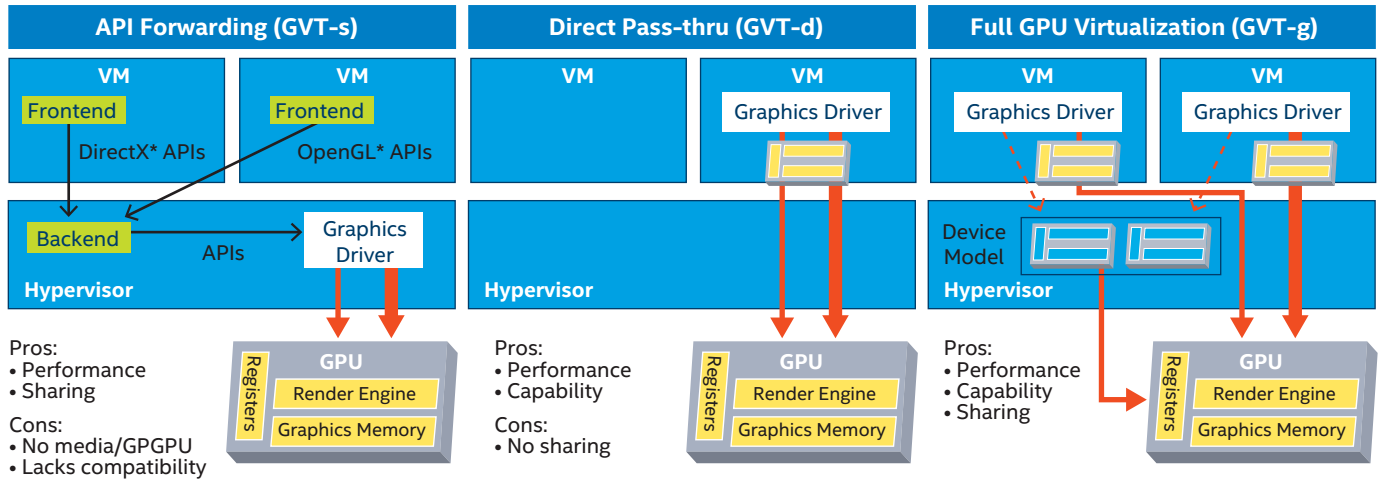 API Forwarding (GVT-s)
VM
VM
Frontend
Frontend
DirectX* APIs
OpenGL* APIs
Backend
APIs
Graphics
Driver
Hypervisor
Pros:
• Performance
• Sharing
Cons:
• No media/GPGPU
• Lacks compatibility
GPU
Registers
Render Engine
Graphics Memory
Direct Pass-thru (GVT-d)
VM
VM
Graphics Driver
Hypervisor
Pros:
• Performance
• Capability
Cons:
• No sharing
GPU
Registers
Render Engine
Graphics Memory
Full GPU Virtualization (GVT-g)
VM
VM
Graphics Driver
Graphics Driver
Device
Model
Hypervisor
Pros:
• Performance
• Capability
• Sharing
GPU
Registers
Render Engine
Graphics Memory